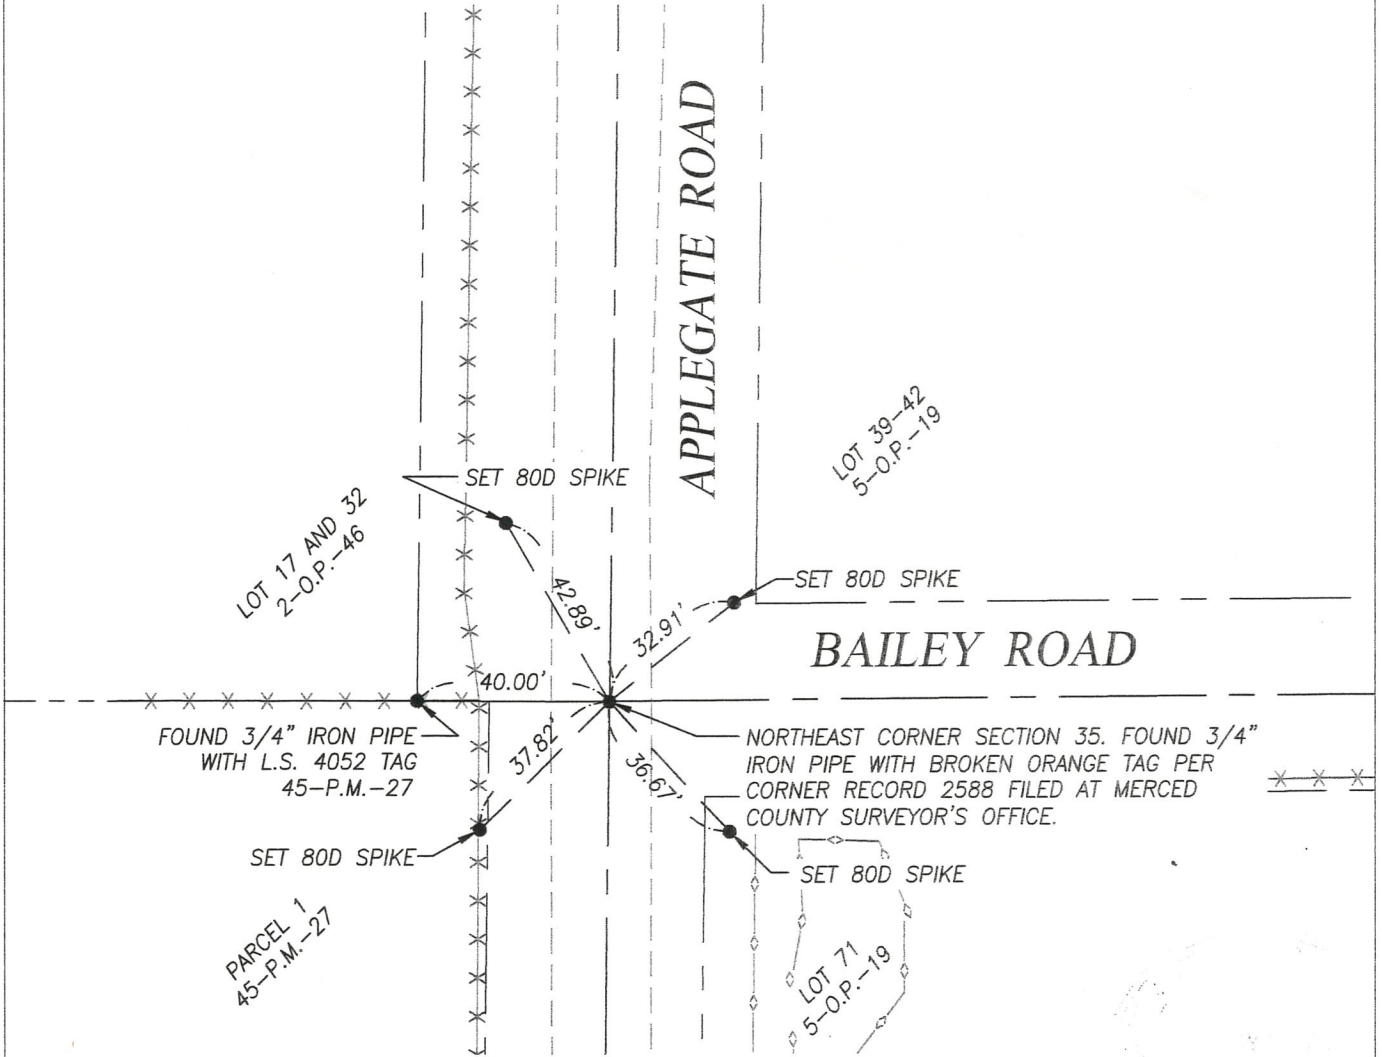 APPLEGATE ROAD
LOT 39-42
5-O.P.-19
SET 80D SPIKE
LOT 17 AND 32
2-O.P.-46
42.89'
SET 80D SPIKE
32.91'
BAILEY ROAD
40.00'
FOUND 3/4" IRON PIPE
WITH L.S. 4052 TAG
45-P.M.-27
37.82'
36.67'
NORTHEAST CORNER SECTION 35. FOUND 3/4"
IRON PIPE WITH BROKEN ORANGE TAG PER
CORNER RECORD 2588 FILED AT MERCED
COUNTY SURVEYOR'S OFFICE.
SET 80D SPIKE
SET 80D SPIKE
PARCEL 1
45-P.M.-27
LOT 71
5-O.P.-19